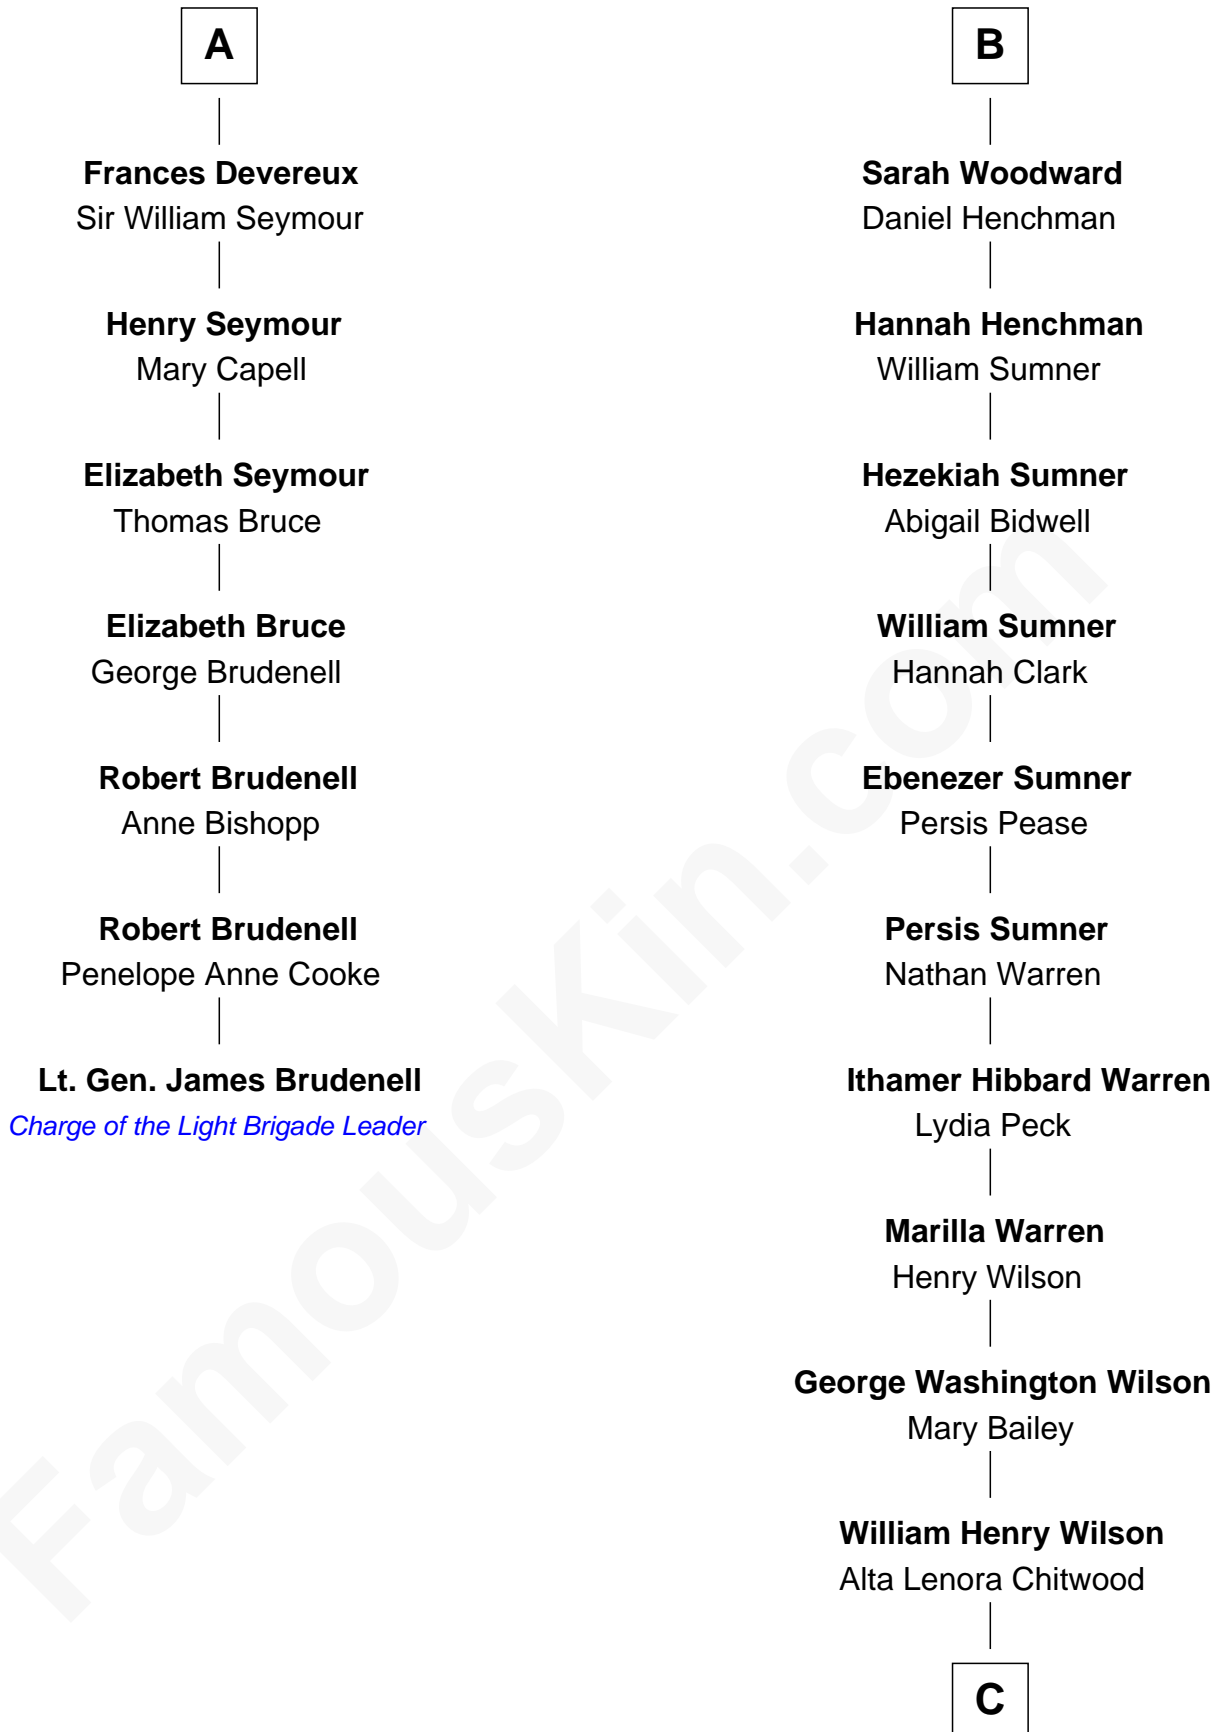 A
Frances Devereux
Sir William Seymour
Henry Seymour
Mary Capell
Elizabeth Seymour
Thomas Bruce
Elizabeth Bruce
George Brudenell
Robert Brudenell
Anne Bishopp
Robert Brudenell
Penelope Anne Cooke
Lt. Gen. James Brudenell
Charge of the Light Brigade Leader
B
Sarah Woodward
Daniel Henchman
Hannah Henchman
William Sumner
Hezekiah Sumner
Abigail Bidwell
William Sumner
Hannah Clark
Ebenezer Sumner
Persis Pease
Persis Sumner
Nathan Warren
Ithamer Hibbard Warren
Lydia Peck
Marilla Warren
Henry Wilson
George Washington Wilson
Mary Bailey
William Henry Wilson
Alta Lenora Chitwood
C
FamousKin.com